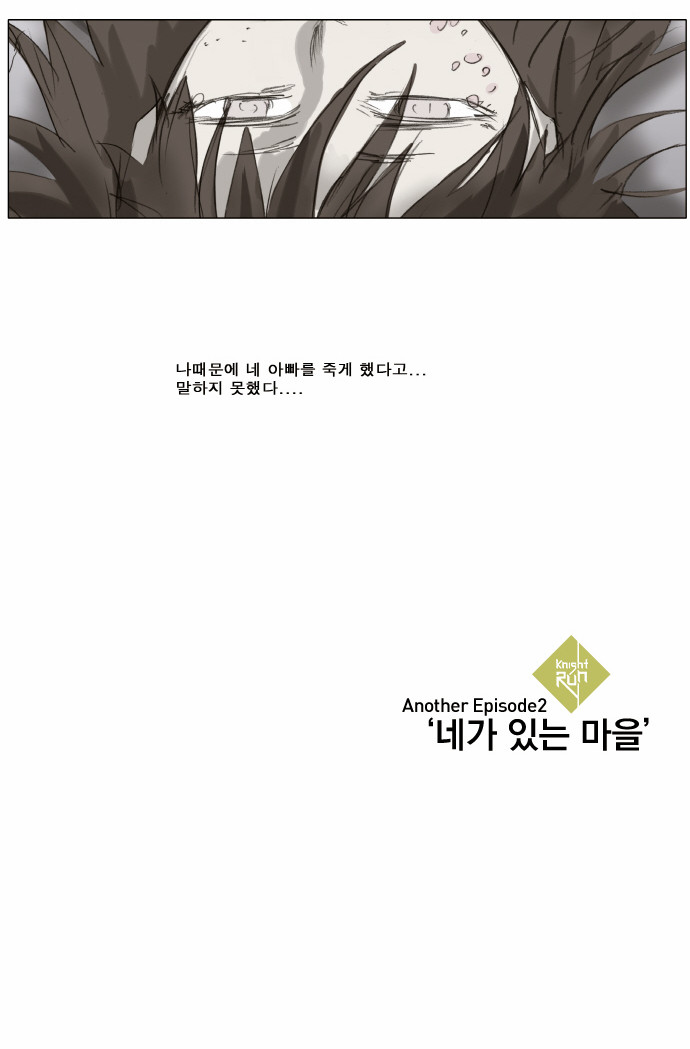 나때문에 네 아빠를 죽게 했다고...
말하지 못했다....
Knight
Run
Another Episode2
‘네가 있는 마을’